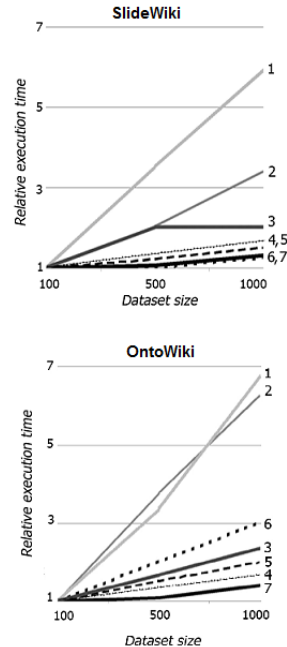 SlideWiki
7
5
3
1
Relative execution time
1
2
3
4,5
6,7
100 500 1000
Dataset size
OntoWiki
7
5
3
1
Relative execution time
1
2
6
3
5
4
7
100 500 1000
Dataset size